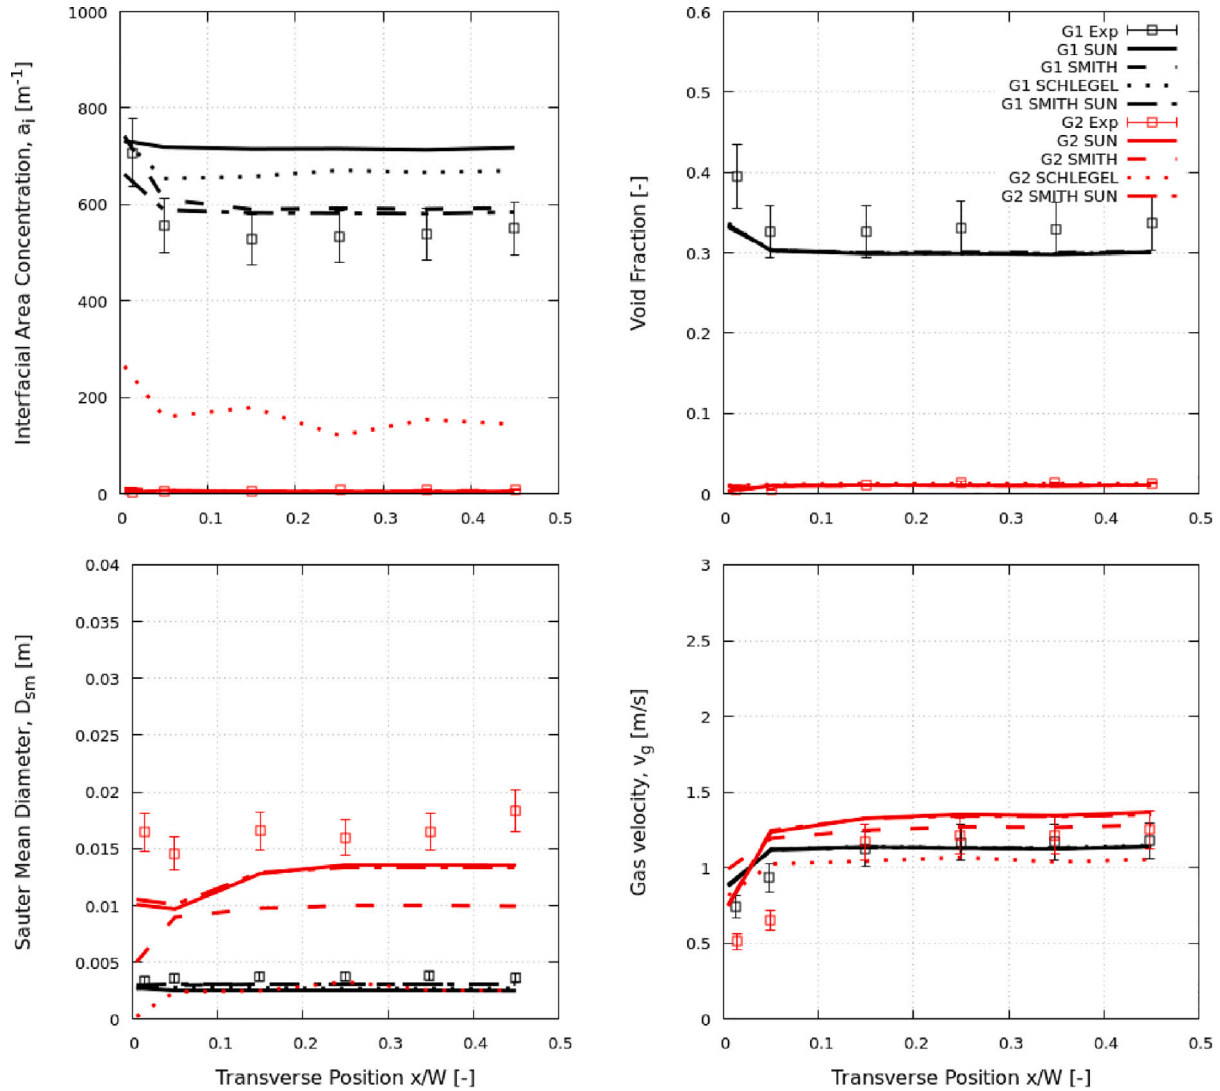 Interfacial Area Concentration, a_i [m^-1]
1000
800
600
400
200
0
0 0.1 0.2 0.3 0.4 0.5
Void Fraction [-]
0.6
0.5
0.4
0.3
0.2
0.1
0
0 0.1 0.2 0.3 0.4 0.5
G1 Exp
G1 SUN
G1 SMITH
G1 SCHLEGEL
G1 SMITH SUN
G2 Exp
G2 SUN
G2 SMITH
G2 SCHLEGEL
G2 SMITH SUN
Sauter Mean Diameter, D_sm [m]
0.04
0.035
0.03
0.025
0.02
0.015
0.01
0.005
0
0 0.1 0.2 0.3 0.4 0.5
Transverse Position x/W [-]
Gas velocity, v_g [m/s]
3
2.5
2
1.5
1
0.5
0
0 0.1 0.2 0.3 0.4 0.5
Transverse Position x/W [-]